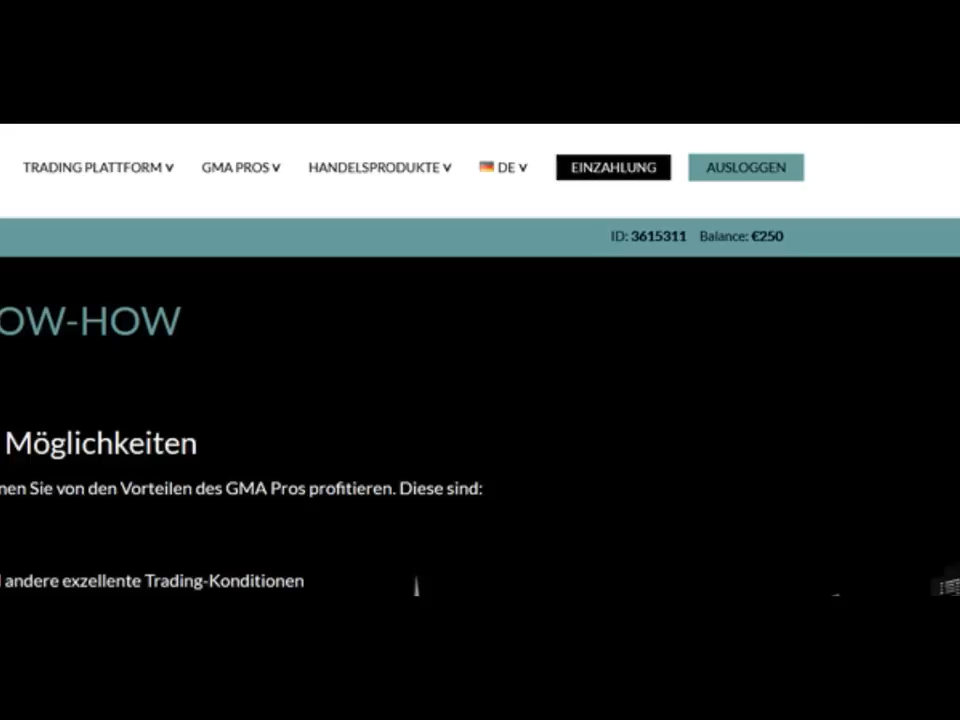 TRADING PLATTFORM GMA PROS HANDELSPRODUKTE DE EINZAHLUNG AUSLOGGEN
ID: 3615311 Balance: €250
OW-HOW
Möglichkeiten
nen Sie von den Vorteilen des GMA Pros profitieren. Diese sind:
andere exzellente Trading-Konditionen